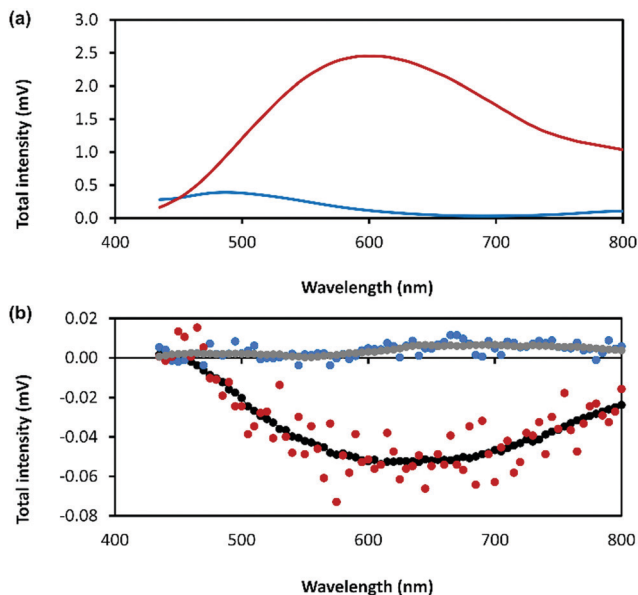 (a)
3.0
2.5
2.0
1.5
1.0
0.5
0.0
Total intensity (mV)
400 500 600 700 800
Wavelength (nm)
(b)
0.02
0.00
-0.02
-0.04
-0.06
-0.08
Total intensity (mV)
400 500 600 700 800
Wavelength (nm)